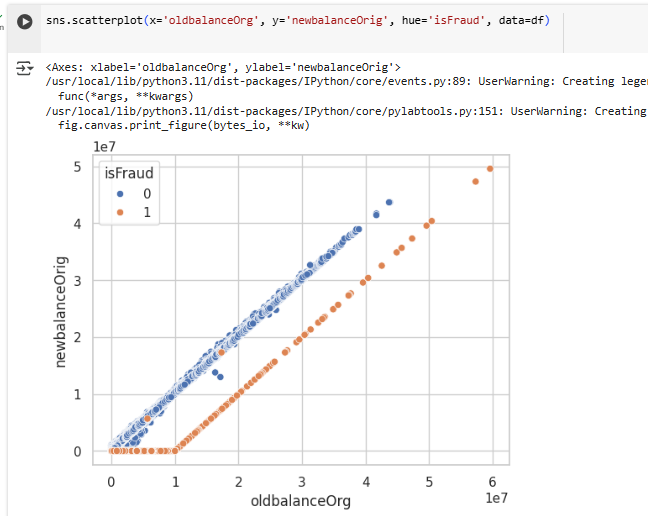 sns.scatterplot(x='oldbalanceOrg', y='newbalanceOrig', hue='isFraud', data=df)
<Axes: xlabel='oldbalanceOrg', ylabel='newbalanceOrig'>
/usr/local/lib/python3.11/dist-packages/IPython/core/events.py:89: UserWarning: Creating lege
func(*args, **kwargs)
/usr/local/lib/python3.11/dist-packages/IPython/core/pylabtools.py:151: UserWarning: Creating
fig.canvas.print_figure(bytes_io, **kw)
1e7
isFraud
0
1
5
4
3
2
1
0
newbalanceOrig
0 1 2 3 4 5 6
1e7
oldbalanceOrg